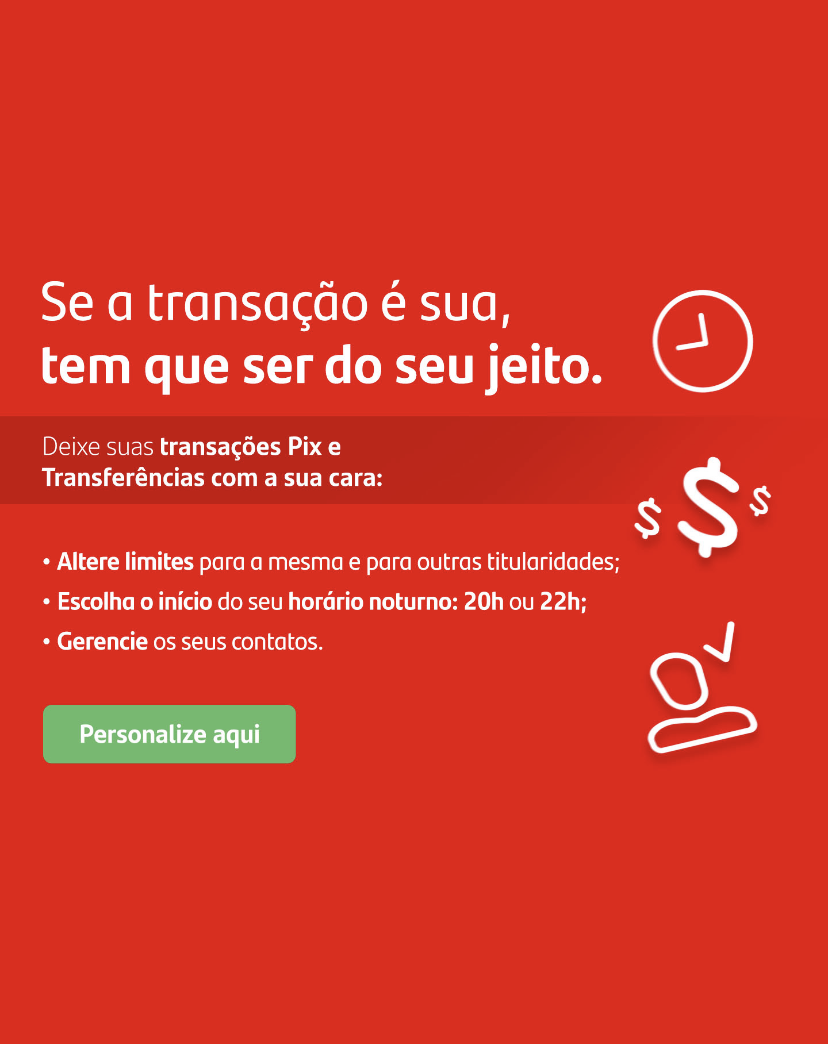 Se a transação é sua,
tem que ser do seu jeito.
Deixe suas transações Pix e
Transferências com a sua cara:
• Altere limites para a mesma e para outras titularidades;
• Escolha o início do seu horário noturno: 20h ou 22h;
• Gerencie os seus contatos.
Personalize aqui